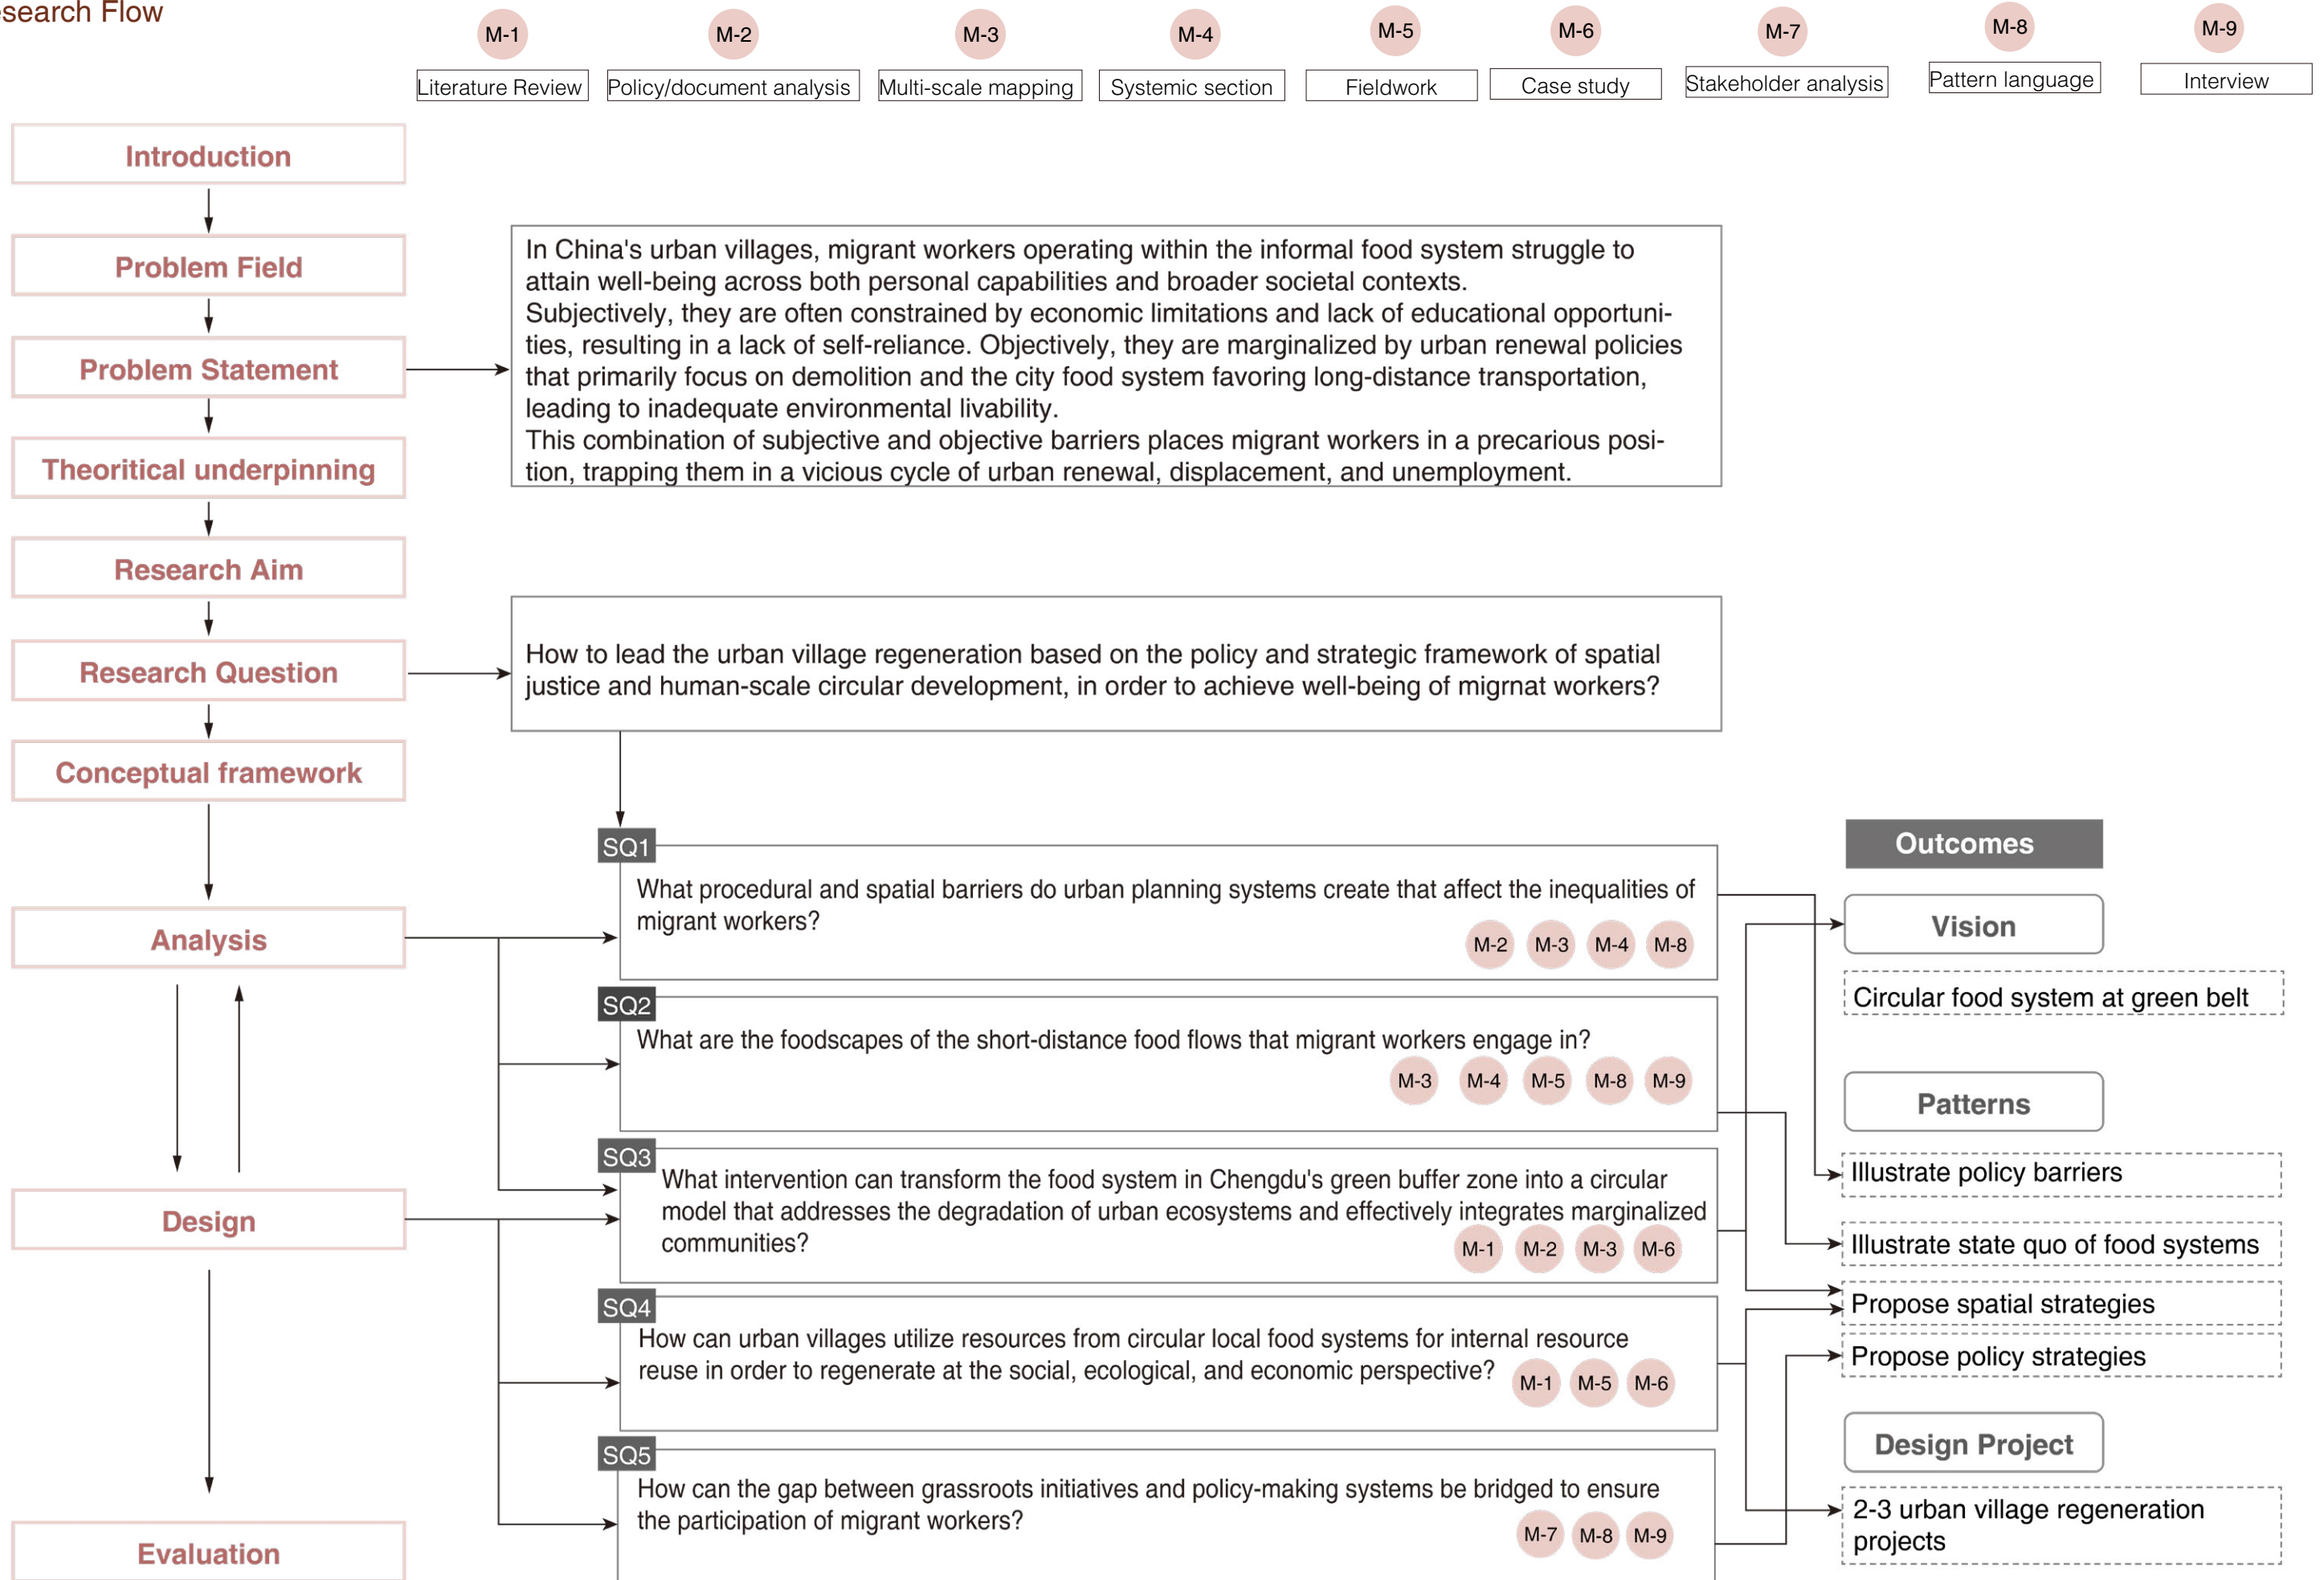 esearch Flow
M-1
M-2
M-3
M-4
M-5
M-6
M-7
M-8
M-9
Literature Review
Policy/document analysis
Multi-scale mapping
Systemic section
Fieldwork
Case study
Stakeholder analysis
Pattern language
Interview
Introduction
Problem Field
Problem Statement
Theoritical underpinning
Research Aim
Research Question
Conceptual framework
Analysis
Design
Evaluation
In China's urban villages, migrant workers operating within the informal food system struggle to
attain well-being across both personal capabilities and broader societal contexts.
Subjectively, they are often constrained by economic limitations and lack of educational opportuni-
ties, resulting in a lack of self-reliance. Objectively, they are marginalized by urban renewal policies
that primarily focus on demolition and the city food system favoring long-distance transportation,
leading to inadequate environmental livability.
This combination of subjective and objective barriers places migrant workers in a precarious posi-
tion, trapping them in a vicious cycle of urban renewal, displacement, and unemployment.
How to lead the urban village regeneration based on the policy and strategic framework of spatial
justice and human-scale circular development, in order to achieve well-being of migrnat workers?
SQ1
What procedural and spatial barriers do urban planning systems create that affect the inequalities of
migrant workers?
M-2 M-3 M-4 M-8
SQ2
What are the foodscapes of the short-distance food flows that migrant workers engage in?
M-3 M-4 M-5 M-8 M-9
SQ3
What intervention can transform the food system in Chengdu's green buffer zone into a circular
model that addresses the degradation of urban ecosystems and effectively integrates marginalized
communities?
M-1 M-2 M-3 M-6
SQ4
How can urban villages utilize resources from circular local food systems for internal resource
reuse in order to regenerate at the social, ecological, and economic perspective?
M-1 M-5 M-6
SQ5
How can the gap between grassroots initiatives and policy-making systems be bridged to ensure
the participation of migrant workers?
M-7 M-8 M-9
Outcomes
Vision
Circular food system at green belt
Patterns
Illustrate policy barriers
Illustrate state quo of food systems
Propose spatial strategies
Propose policy strategies
Design Project
2-3 urban village regeneration
projects